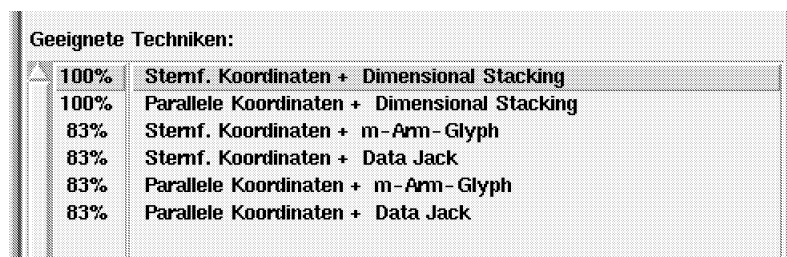 Geeignete Techniken:
100% Sternf. Koordinaten + Dimensional Stacking
100% Parallele Koordinaten + Dimensional Stacking
83% Sternf. Koordinaten + m-Arm-Glyph
83% Sternf. Koordinaten + Data Jack
83% Parallele Koordinaten + m-Arm-Glyph
83% Parallele Koordinaten + Data Jack